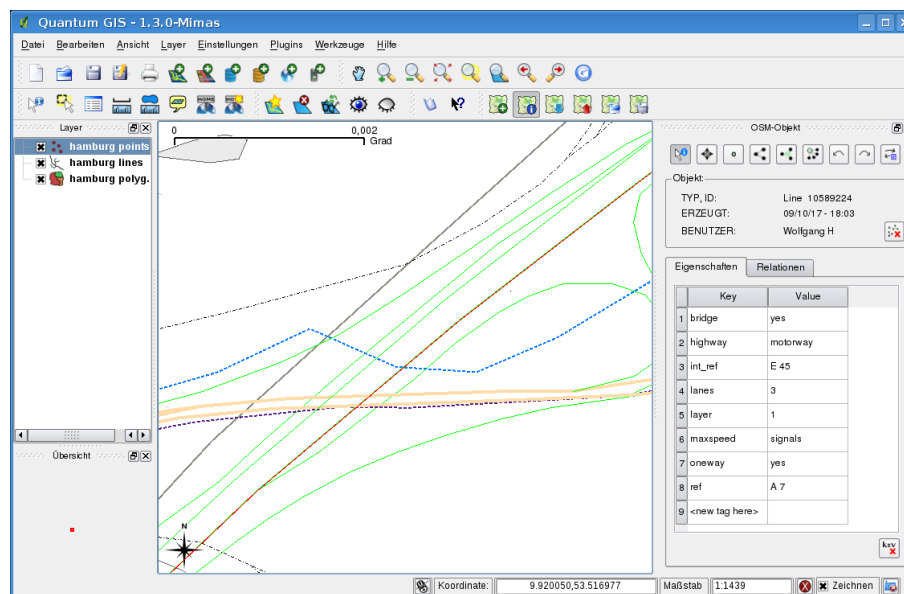 Quantum GIS - 1.3.0-Mimas
Datei Bearbeiten Ansicht Layer Einstellungen Plugins Werkzeuge Hilfe
Layer
hamburg points
hamburg lines
hamburg polyg.
Übersicht
0 0,002
Grad
N
OSM-Objekt
Objekt:
TYP, ID: Line 10589224
ERZEUGT: 09/10/17 - 18:03
BENUTZER: Wolfgang H
Eigenschaften Relationen
Key Value
1 bridge yes
2 highway motorway
3 int_ref E 45
4 lanes 3
5 layer 1
6 maxspeed signals
7 oneway yes
8 ref A 7
9 <new tag here>
Koordinate: 9.920050,53.516977 Maßstab 1:1439 Zeichnen